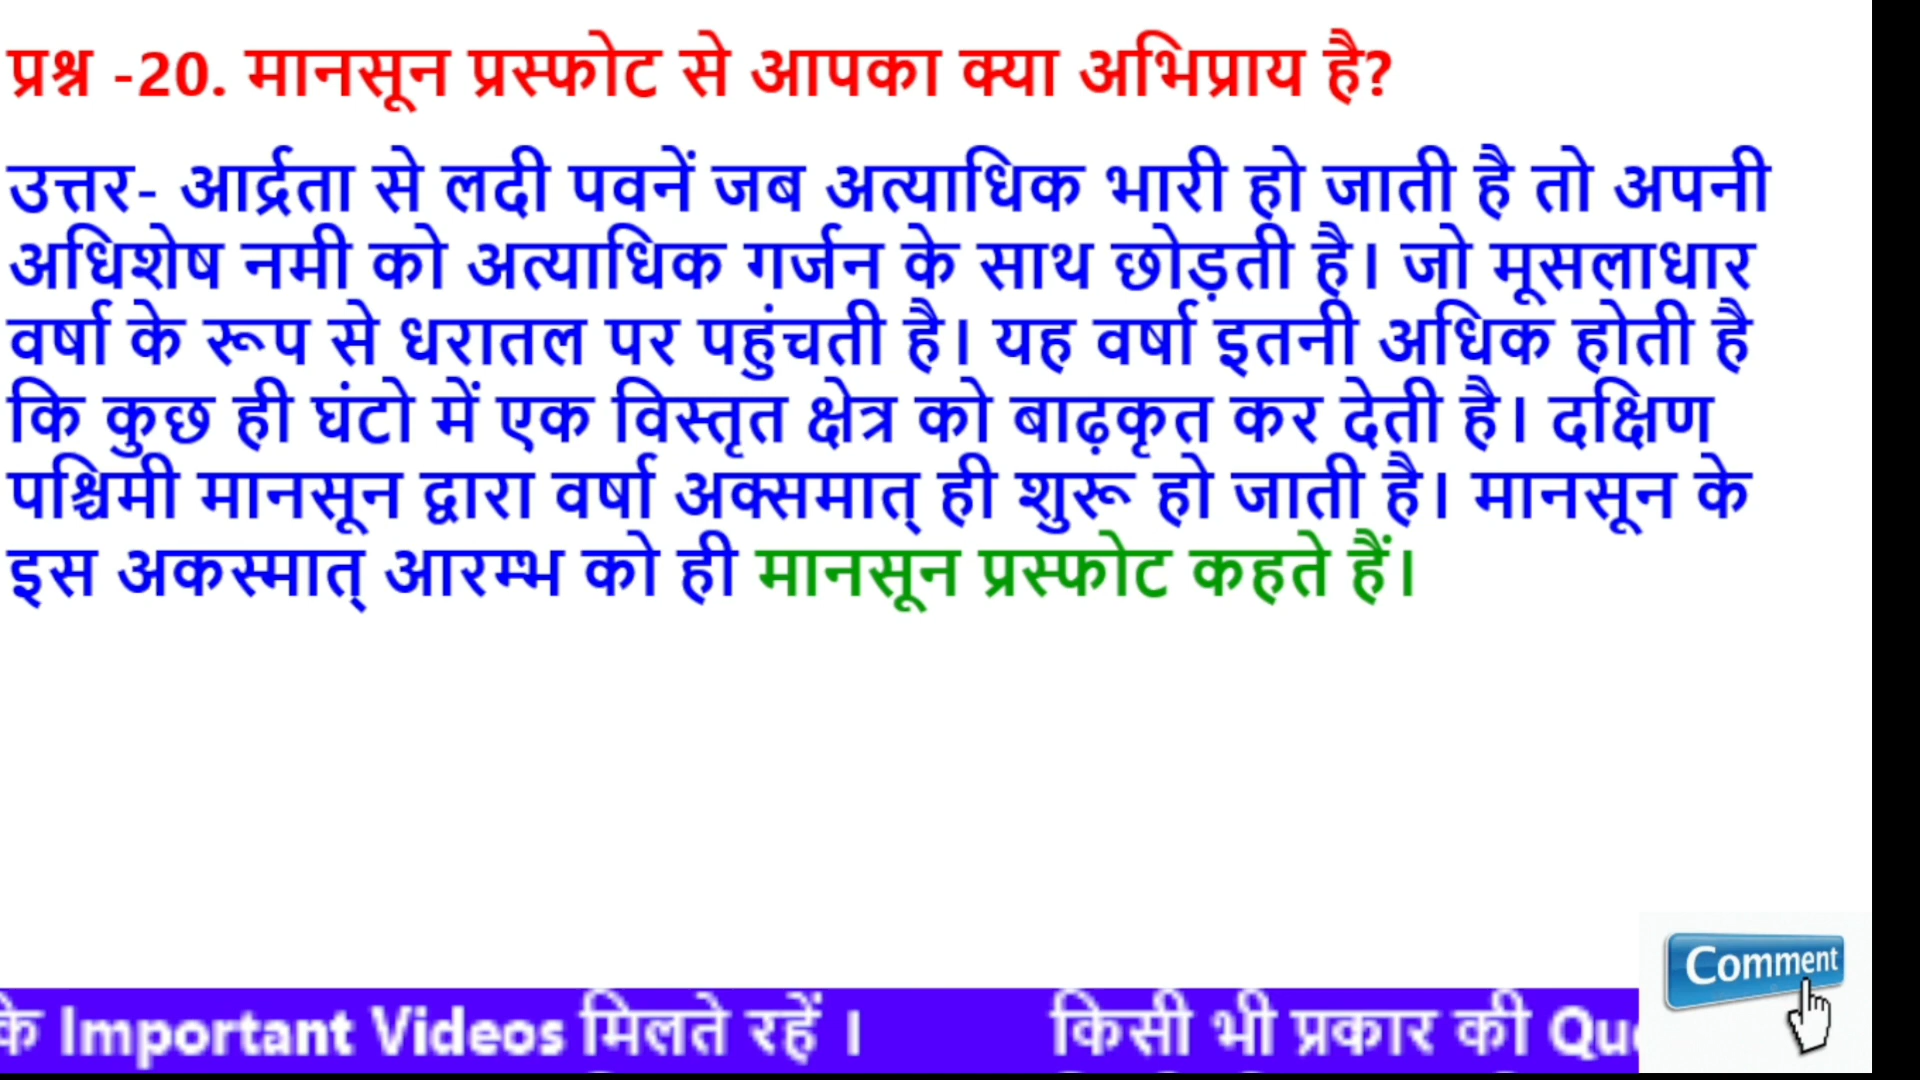 प्रश्न -20. मानसून प्रस्फोट से आपका क्या अभिप्राय है?
उत्तर- आर्द्रता से लदी पवनें जब अत्याधिक भारी हो जाती है तो अपनी
अधिशेष नमी को अत्याधिक गर्जन के साथ छोड़ती है। जो मूसलाधार
वर्षा के रूप से धरातल पर पहुंचती है। यह वर्षा इतनी अधिक होती है
कि कुछ ही घंटो में एक विस्तृत क्षेत्र को बाढ़कृत कर देती है। दक्षिण
पश्चिमी मानसून द्वारा वर्षा अक्समात् ही शुरू हो जाती है। मानसून के
इस अकस्मात् आरम्भ को ही मानसून प्रस्फोट कहते हैं।
Comment
के Important Videos मिलते रहें । किसी भी प्रकार की